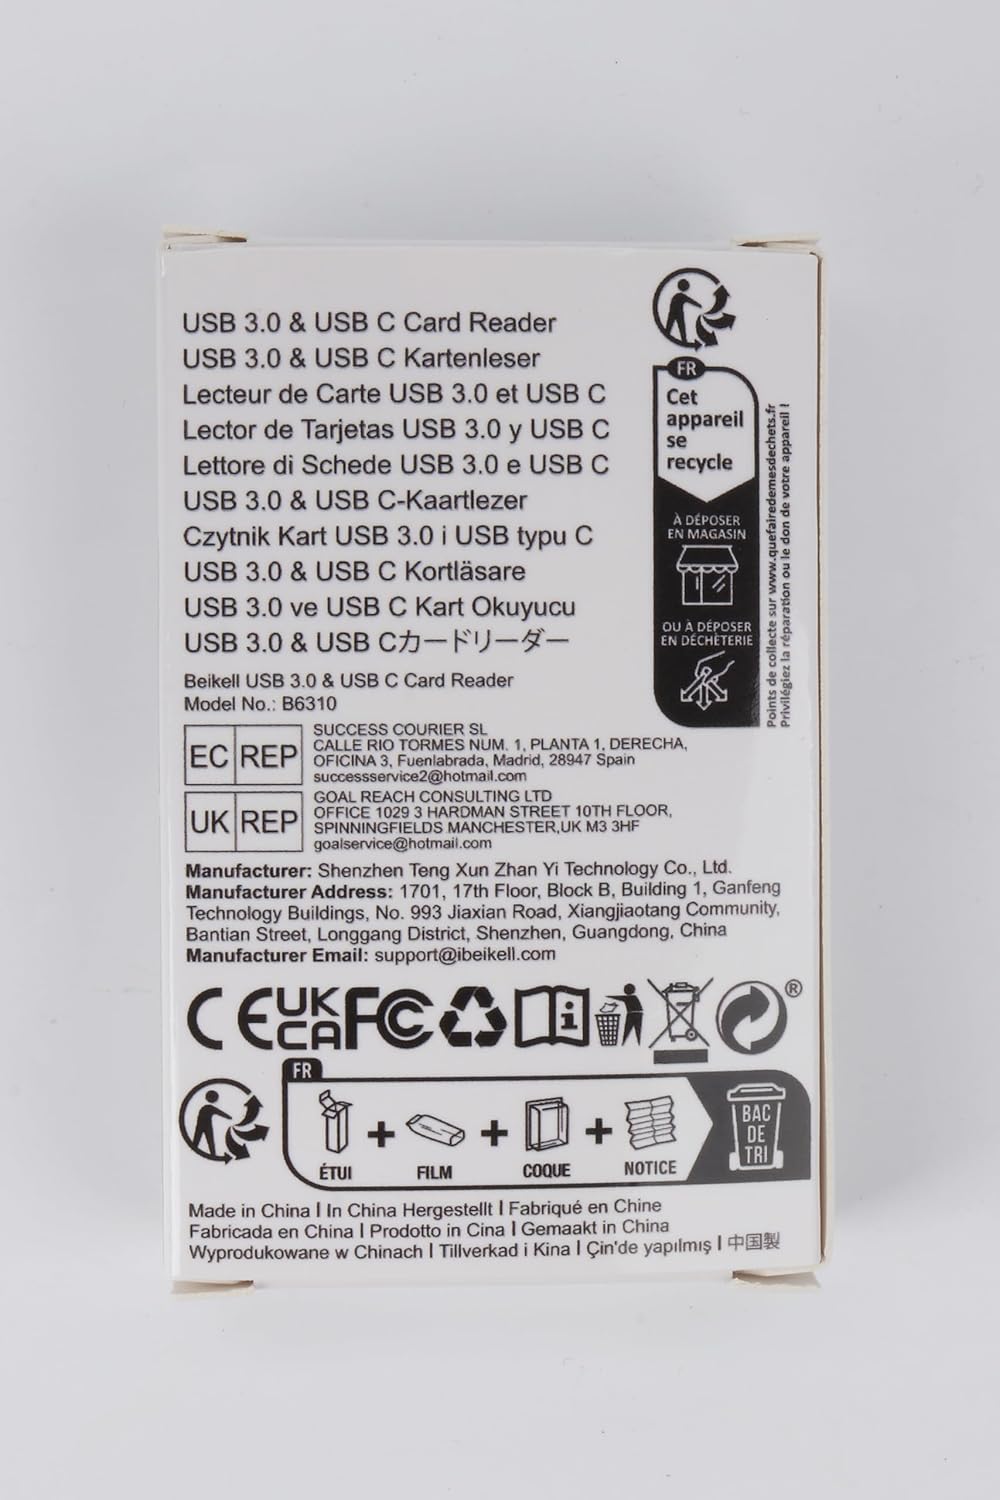 USB 3.0 & USB C Card Reader
USB 3.0 & USB C Kartenleser
Lecteur de Carte USB 3.0 et USB C
Lector de Tarjetas USB 3.0 y USB C
Lettore di Schede USB 3.0 e USB C
USB 3.0 & USB C-Kaartlezer
Czytnik Kart USB 3.0 i USB typu C
USB 3.0 & USB C Kortläsare
USB 3.0 ve USB C Kart Okuyucu
USB 3.0 & USB Cカードリーダー
FR
Cet
appareil
se
recycle
À DÉPOSER
EN MAGASIN
OU À DÉPOSER
EN DÉCHÈTERIE
Points de collecte sur www.quefairedemesdechets.fr
Privilégiez la réparation ou le don de votre appareil !
Beikell USB 3.0 & USB C Card Reader
Model No.: B6310
EC REP
SUCCESS COURIER SL
CALLE RIO TORMES NUM. 1, PLANTA 1, DERECHA,
OFICINA 3, Fuenlabrada, Madrid, 28947 Spain
successservice2@hotmail.com
UK REP
GOAL REACH CONSULTING LTD
OFFICE 1029 3 HARDMAN STREET 10TH FLOOR,
SPINNINGFIELDS MANCHESTER,UK M3 3HF
goalservice@hotmail.com
Manufacturer: Shenzhen Teng Xun Zhan Yi Technology Co., Ltd.
Manufacturer Address: 1701, 17th Floor, Block B, Building 1, Ganfeng
Technology Buildings, No. 993 Jiaxian Road, Xiangjiaotang Community,
Bantian Street, Longgang District, Shenzhen, Guangdong, China
Manufacturer Email: support@ibeikell.com
CE UK CA FC ®
FR
ÉTUI + FILM + COQUE + NOTICE
BAC
DE
TRI
Made in China | In China Hergestellt | Fabriqué en Chine
Fabricada en China | Prodotto in Cina | Gemaakt in China
Wyprodukowane w Chinach | Tillverkad i Kina | Çin'de yapılmış | 中国製